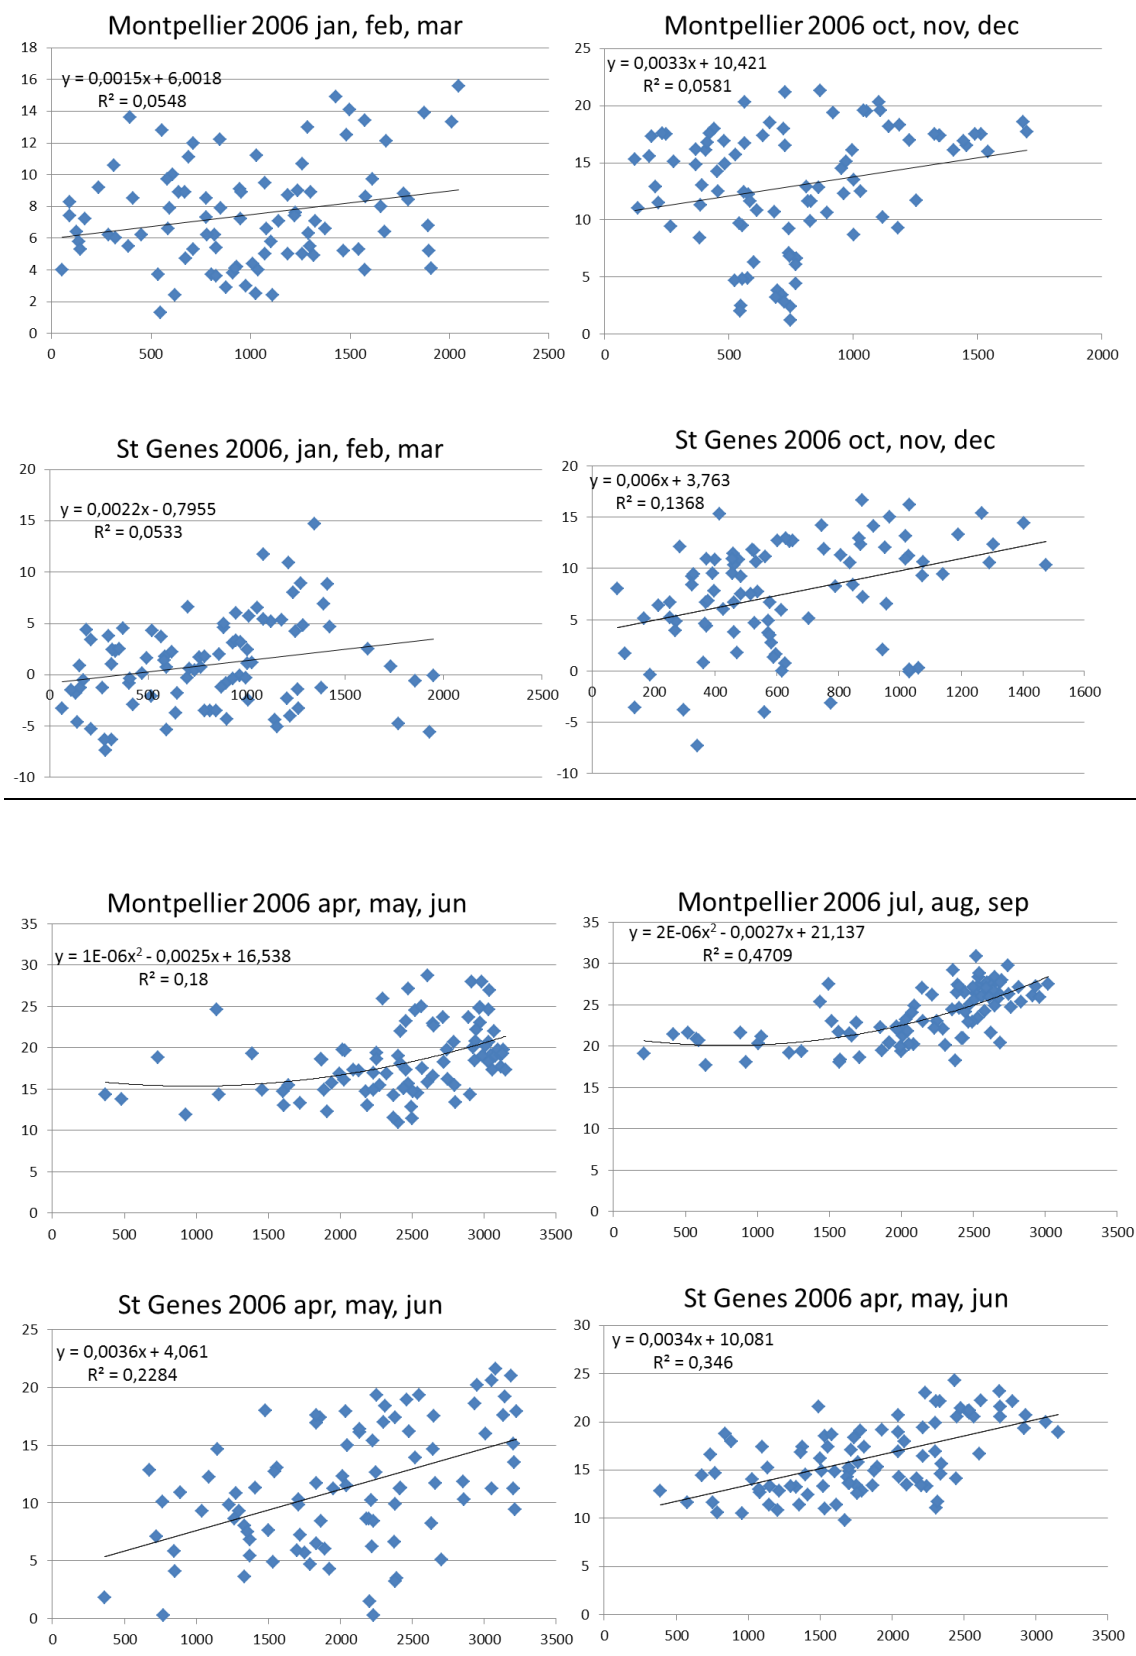 Montpellier 2006 jan, feb, mar
18
16
14
12
10
8
6
4
2
0
y = 0,0015x + 6,0018
R² = 0,0548
0 500 1000 1500 2000 2500
Montpellier 2006 oct, nov, dec
25
20
15
10
5
0
y = 0,0033x + 10,421
R² = 0,0581
0 500 1000 1500 2000
St Genes 2006, jan, feb, mar
20
15
10
5
0
-5
-10
y = 0,0022x - 0,7955
R² = 0,0533
0 500 1000 1500 2000 2500
St Genes 2006 oct, nov, dec
20
15
10
5
0
-5
-10
y = 0,006x + 3,763
R² = 0,1368
0 200 400 600 800 1000 1200 1400 1600
Montpellier 2006 apr, may, jun
35
30
25
20
15
10
5
0
y = 1E-06x² - 0,0025x + 16,538
R² = 0,18
0 500 1000 1500 2000 2500 3000 3500
Montpellier 2006 jul, aug, sep
35
30
25
20
15
10
5
0
y = 2E-06x² - 0,0027x + 21,137
R² = 0,4709
0 500 1000 1500 2000 2500 3000 3500
St Genes 2006 apr, may, jun
25
20
15
10
5
0
y = 0,0036x + 4,061
R² = 0,2284
0 500 1000 1500 2000 2500 3000 3500
St Genes 2006 apr, may, jun
30
25
20
15
10
5
0
y = 0,0034x + 10,081
R² = 0,346
0 500 1000 1500 2000 2500 3000 3500